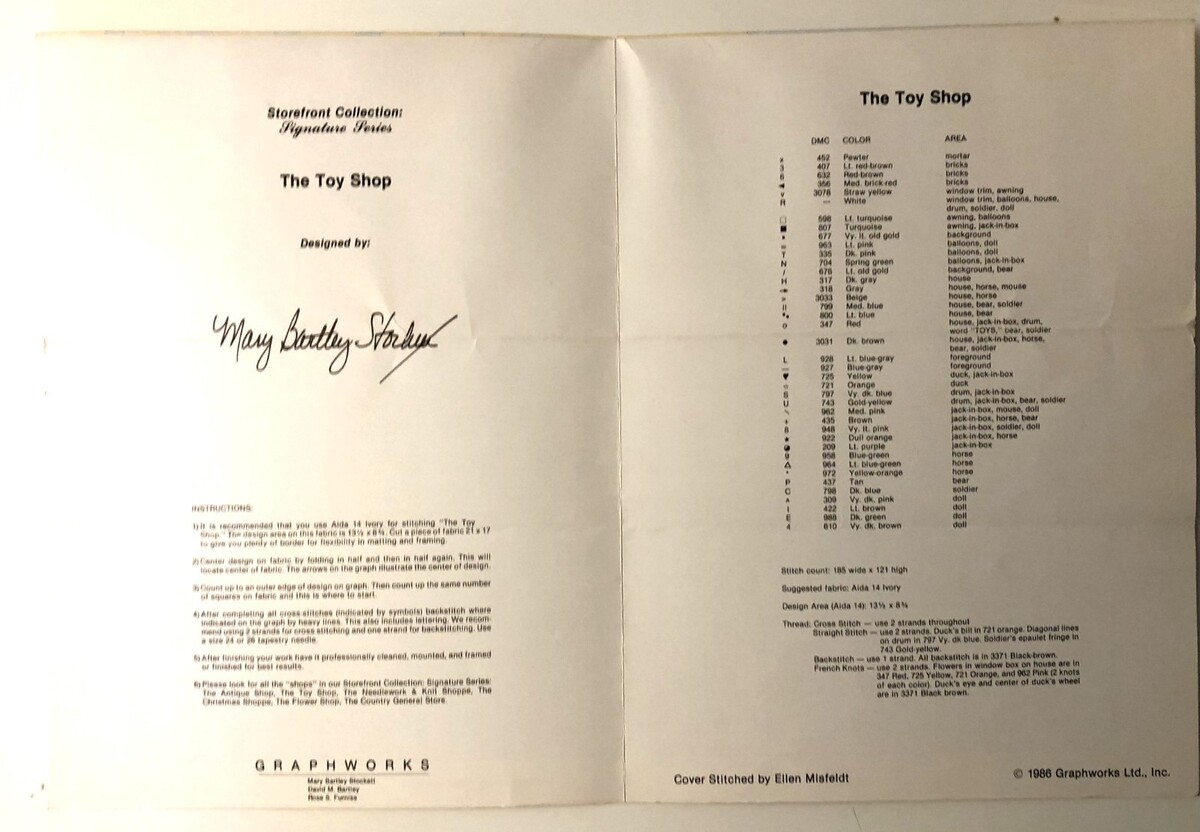 Storefront Collection:
Signature Series
The Toy Shop
Designed by:
Mary Bartley Stockett
INSTRUCTIONS:
1) It is recommended that you use Aida 14 Ivory for stitching "The Toy
Shop." The design area on this fabric is 13½ x 8¾. Cut a piece of fabric 21 x 17
to give you plenty of border for flexibility in matting and framing.
2) Center design on fabric by folding in half and then in half again. This will
locate center of fabric. The arrows on the graph illustrate the center of design.
3) Count up to an outer edge of design on graph. Then count up the same number
of squares on fabric and this is where to start.
4) After completing all cross-stitches (indicated by symbols) backstitch where
indicated on the graph by heavy lines. This also includes lettering. We recom-
mend using 2 strands for cross stitching and one strand for backstitching. Use
a size 24 or 26 tapestry needle.
5) After finishing your work have it professionally cleaned, mounted, and framed
or finished for best results.
6) Please look for all the "shops" in our Storefront Collection: Signature Series:
The Antique Shop, The Toy Shop, The Needlework & Knit Shoppe, The
Christmas Shoppe, The Flower Shop, The Country General Store.
GRAPHWORKS
Mary Bartley Stockett
David M. Bartley
Rose S. Furniss
The Toy Shop
DMC COLOR AREA
452 Pewter mortar
3 407 Lt. red-brown bricks
6 632 Red-brown bricks
356 Med. brick-red bricks
v 3078 Straw yellow window trim, awning
R — White window trim, balloons, house,
drum, soldier, doll
□ 598 Lt. turquoise awning, balloons
■ 807 Turquoise awning, jack-in-box
• 677 Vy. lt. old gold background
= 963 Lt. pink balloons, doll
T 335 Dk. pink balloons, doll
N 704 Spring green balloons, jack-in-box
/ 676 Lt. old gold background, bear
H 317 Dk. gray house
318 Gray house, horse, mouse
3033 Beige house, horse
|| 799 Med. blue house, bear, soldier
800 Lt. blue house, bear
o 347 Red house, jack-in-box, drum,
word "TOYS," bear, soldier
● 3031 Dk. brown house, jack-in-box, horse,
bear, soldier
L 928 Lt. blue-gray foreground
— 927 Blue-gray foreground
♥ 725 Yellow duck, jack-in-box
721 Orange duck
S 797 Vy. dk. blue drum, jack-in-box
U 743 Gold-yellow drum, jack-in-box, bear, soldier
\ 962 Med. pink jack-in-box, mouse, doll
+ 435 Brown jack-in-box, horse, bear
8 948 Vy. lt. pink jack-in-box, soldier, doll
922 Dull orange jack-in-box, horse
209 Lt. purple jack-in-box
9 958 Blue-green horse
△ 964 Lt. blue-green horse
972 Yellow-orange horse
P 437 Tan bear
C 798 Dk. blue soldier
^ 309 Vy. dk. pink doll
I 422 Lt. brown doll
E 988 Dk. green doll
4 610 Vy. dk. brown doll
Stitch count: 185 wide x 121 high
Suggested fabric: Aida 14 Ivory
Design Area (Aida 14): 13½ x 8¾
Thread: Cross Stitch — use 2 strands throughout
Straight Stitch — use 2 strands. Duck's bill in 721 orange. Diagonal lines
on drum in 797 Vy. dk. blue. Soldier's epaulet fringe in
743 Gold-yellow.
Backstitch — use 1 strand. All backstitch is in 3371 Black-brown.
French Knots — use 2 strands. Flowers in window box on house are in
347 Red, 725 Yellow, 721 Orange, and 962 Pink (2 knots
of each color). Duck's eye and center of duck's wheel
are in 3371 Black brown.
Cover Stitched by Ellen Misfeldt
© 1986 Graphworks Ltd., Inc.